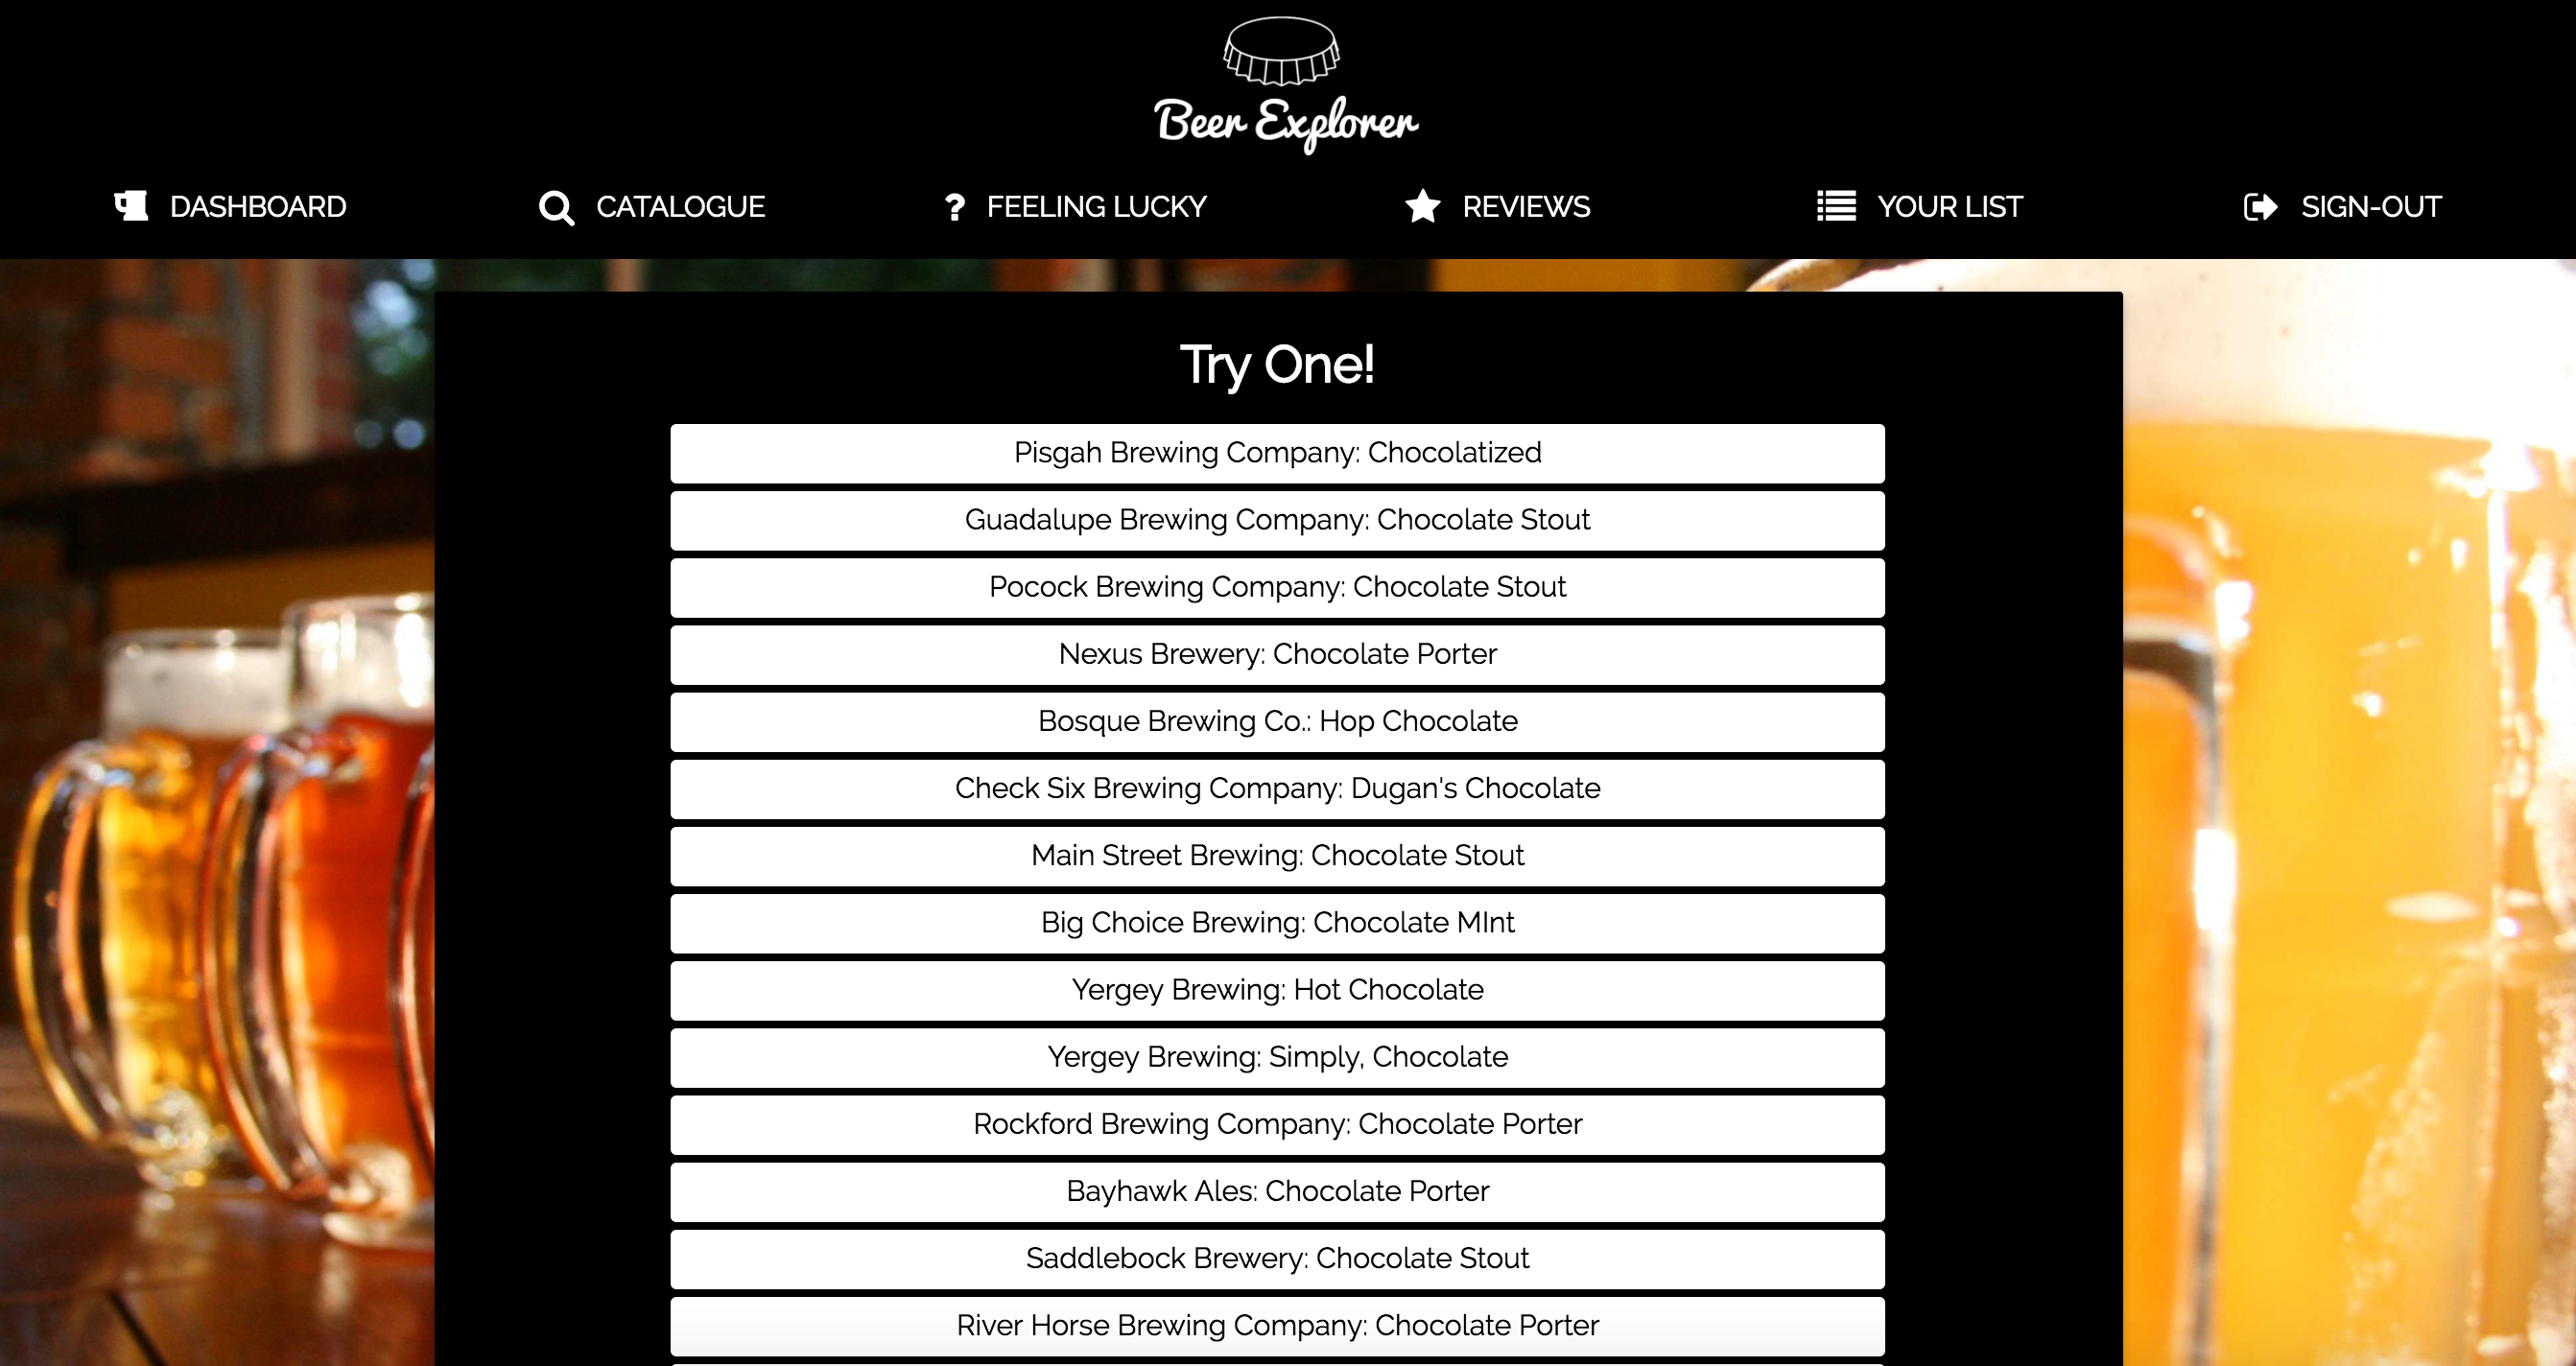 Beer Explorer
DASHBOARD CATALOGUE ? FEELING LUCKY REVIEWS YOUR LIST SIGN-OUT
Try One!
Pisgah Brewing Company: Chocolatized
Guadalupe Brewing Company: Chocolate Stout
Pocock Brewing Company: Chocolate Stout
Nexus Brewery: Chocolate Porter
Bosque Brewing Co.: Hop Chocolate
Check Six Brewing Company: Dugan's Chocolate
Main Street Brewing: Chocolate Stout
Big Choice Brewing: Chocolate MInt
Yergey Brewing: Hot Chocolate
Yergey Brewing: Simply, Chocolate
Rockford Brewing Company: Chocolate Porter
Bayhawk Ales: Chocolate Porter
Saddlebock Brewery: Chocolate Stout
River Horse Brewing Company: Chocolate Porter